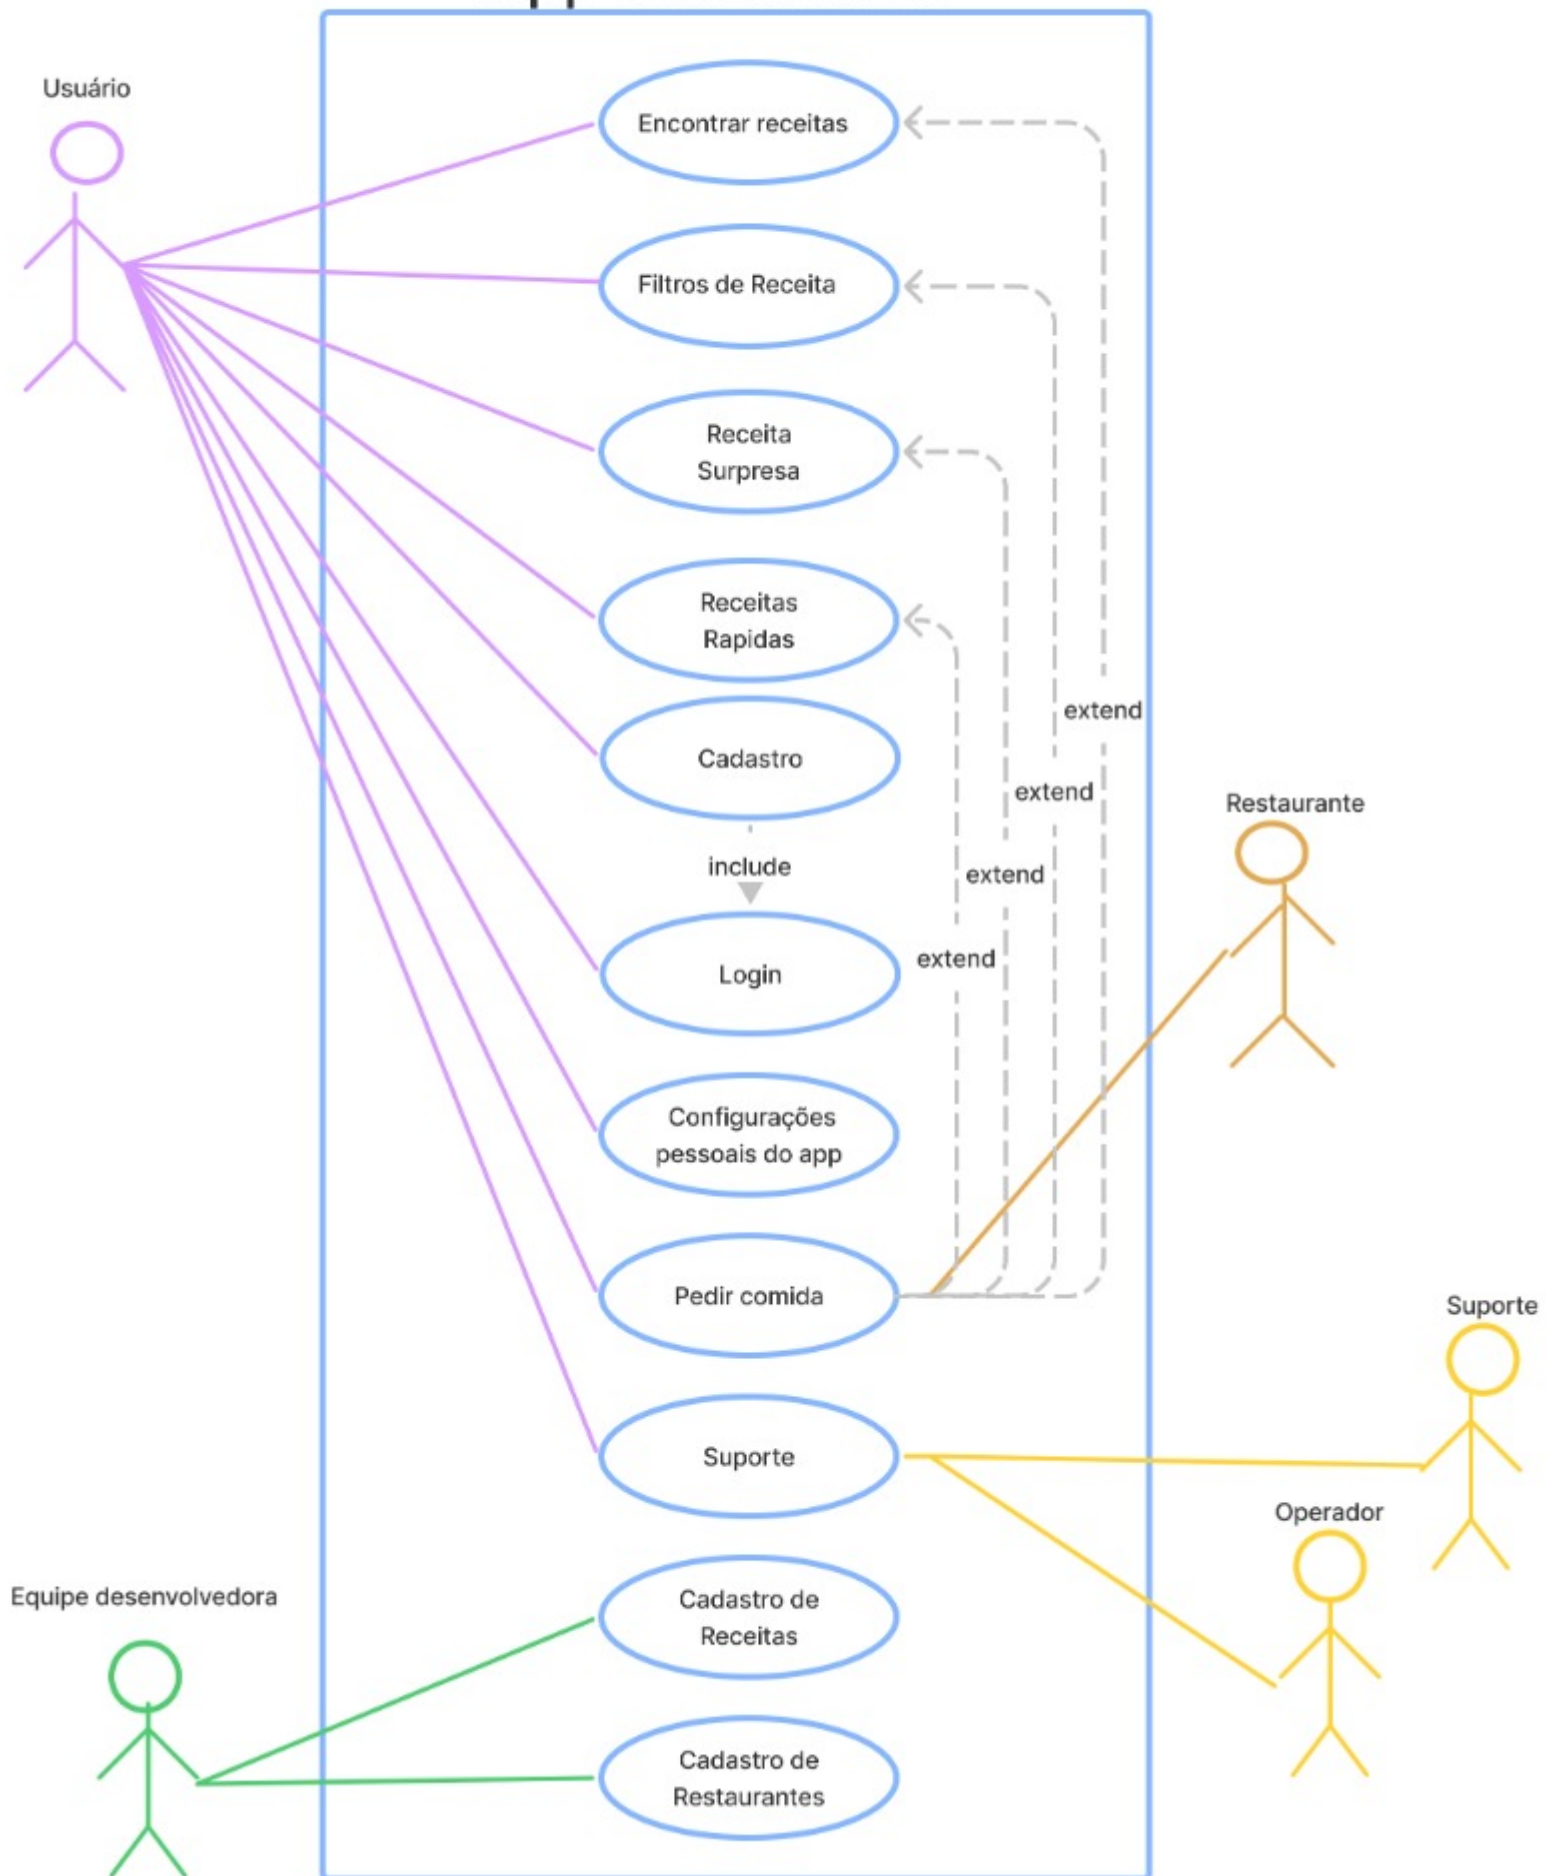 Usuário
Encontrar receitas
Filtros de Receita
Receita
Surpresa
Receitas
Rapidas
extend
Cadastro
extend
Restaurante
include
extend
extend
Login
Configurações
pessoais do app
Pedir comida
Suporte
Suporte
Operador
Equipe desenvolvedora
Cadastro de
Receitas
Cadastro de
Restaurantes